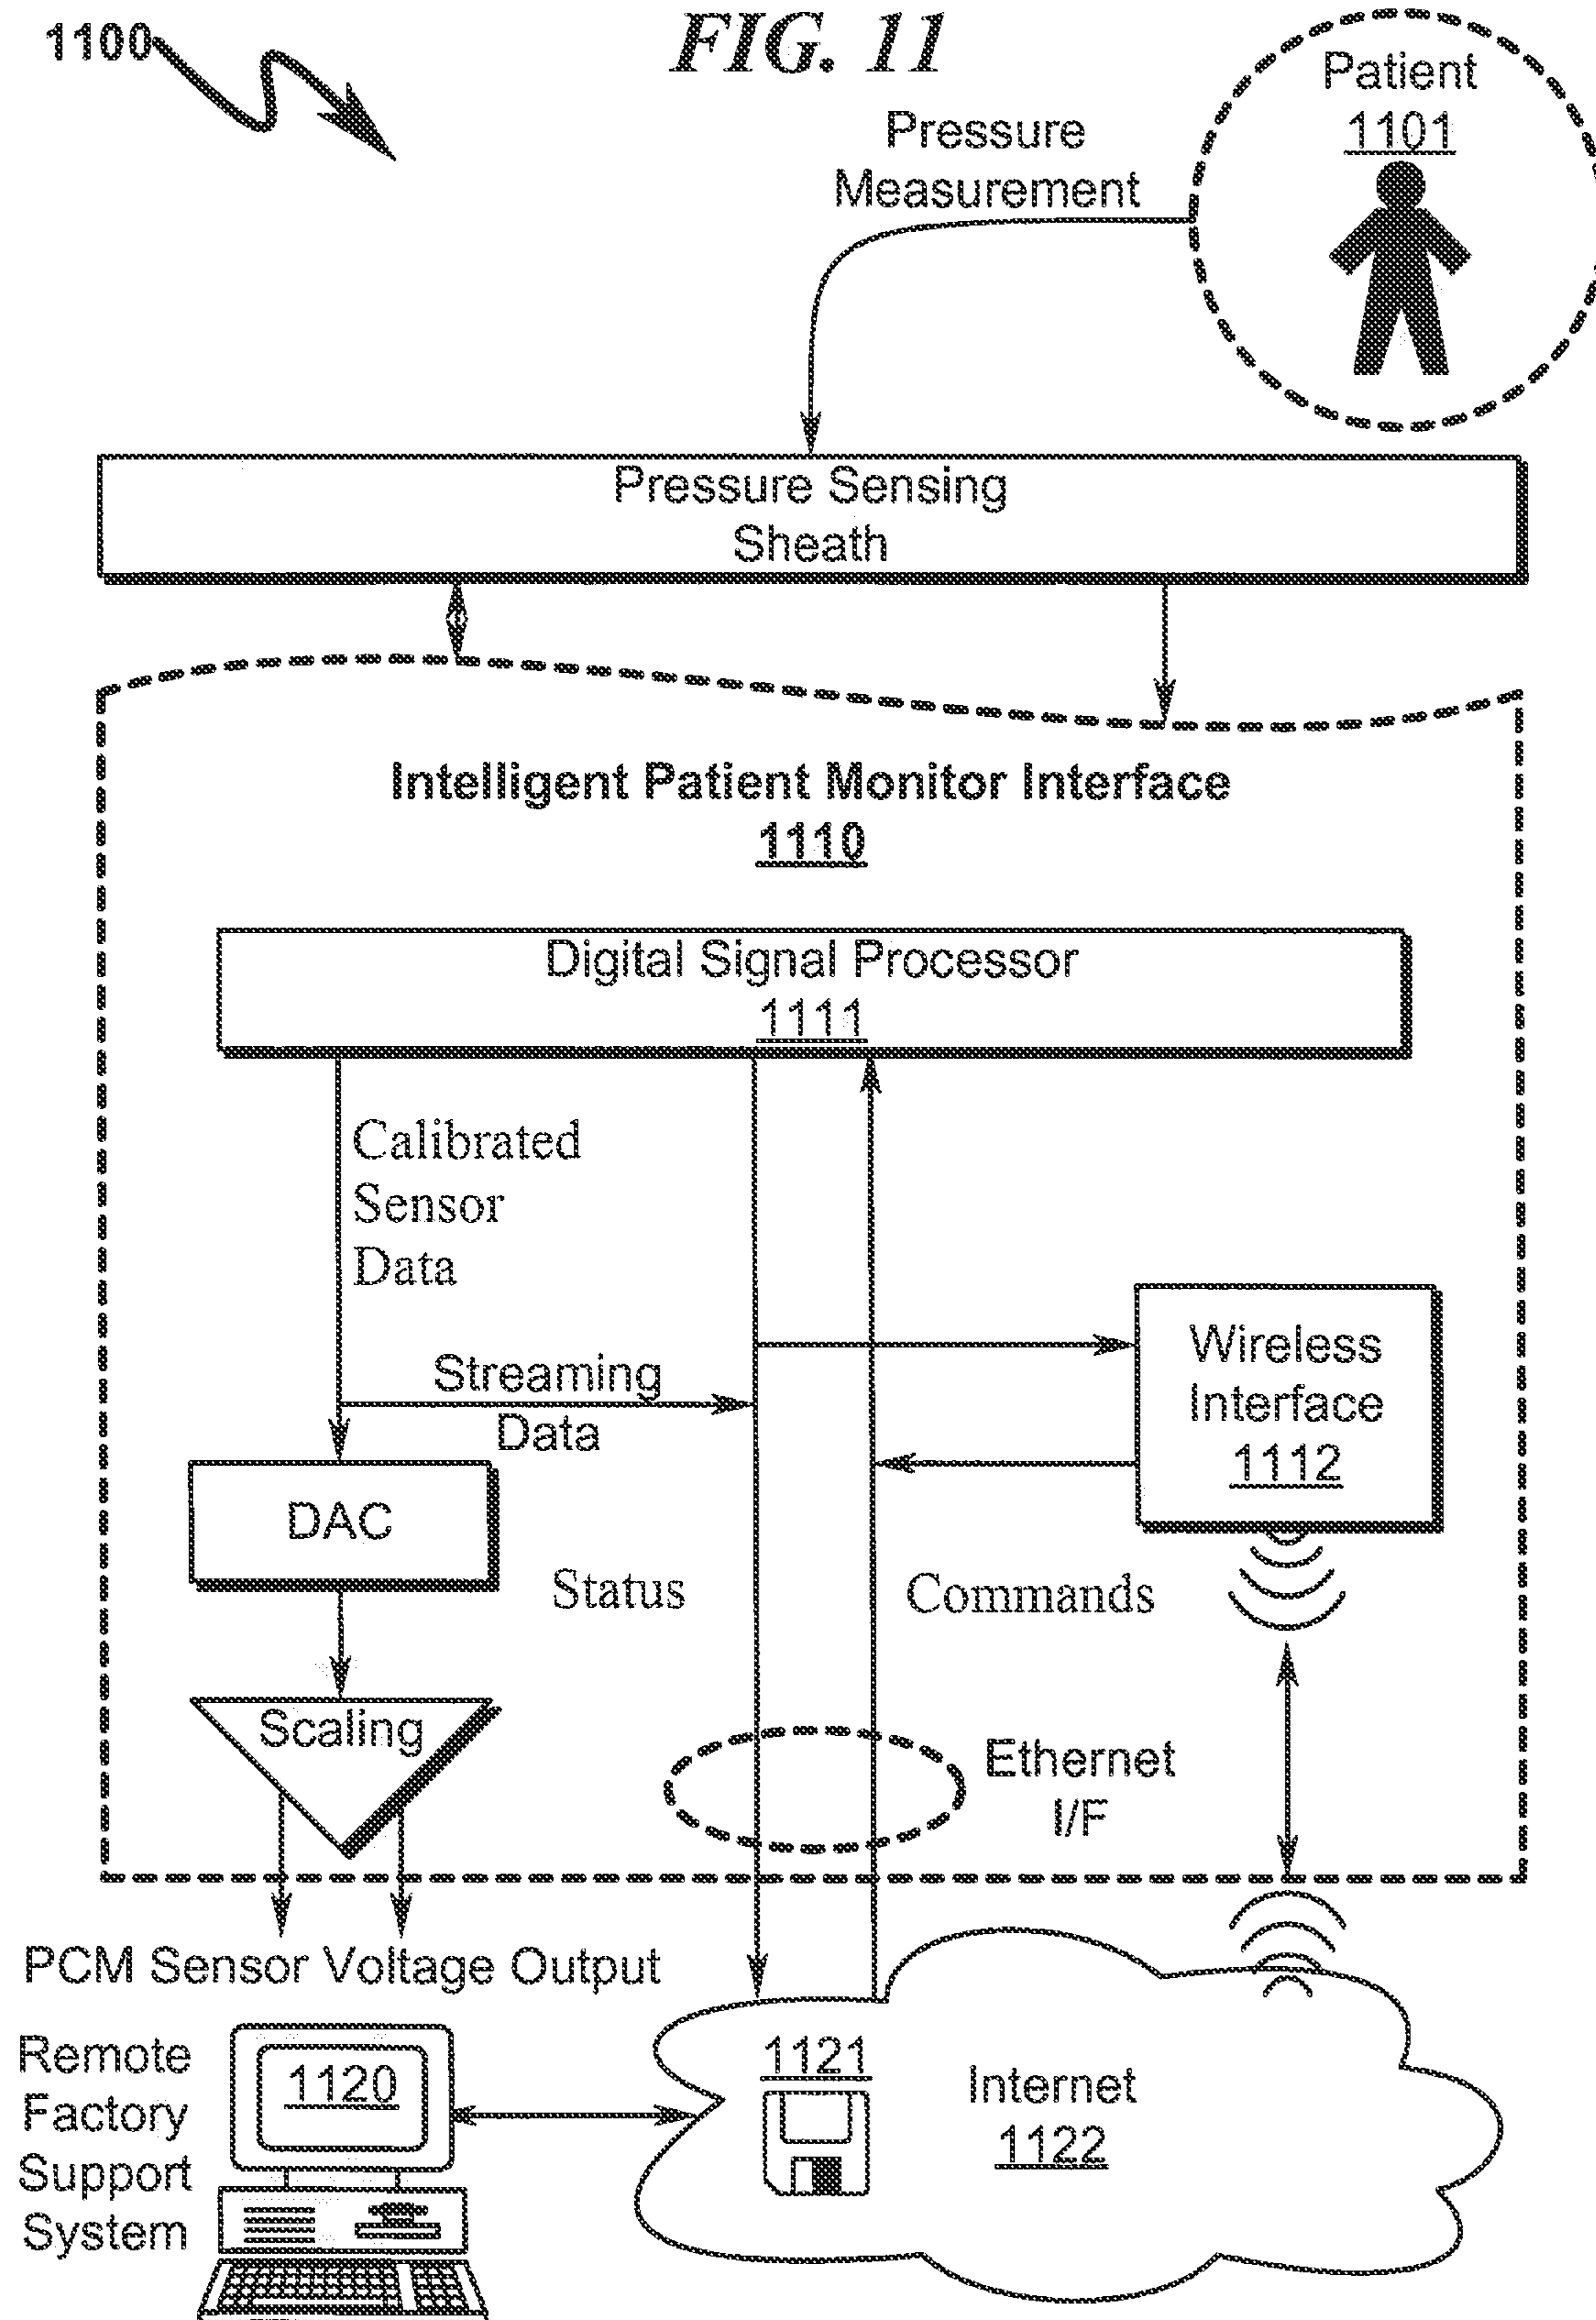 1100
FIG. 11
Patient
1101
Pressure
Measurement
Pressure Sensing
Sheath
Intelligent Patient Monitor Interface
1110
Digital Signal Processor
1111
Calibrated
Sensor
Data
Streaming
Data
Wireless
Interface
1112
DAC
Status
Commands
Scaling
Ethernet
I/F
PCM Sensor Voltage Output
Remote
Factory
Support
System
1120
1121
Internet
1122